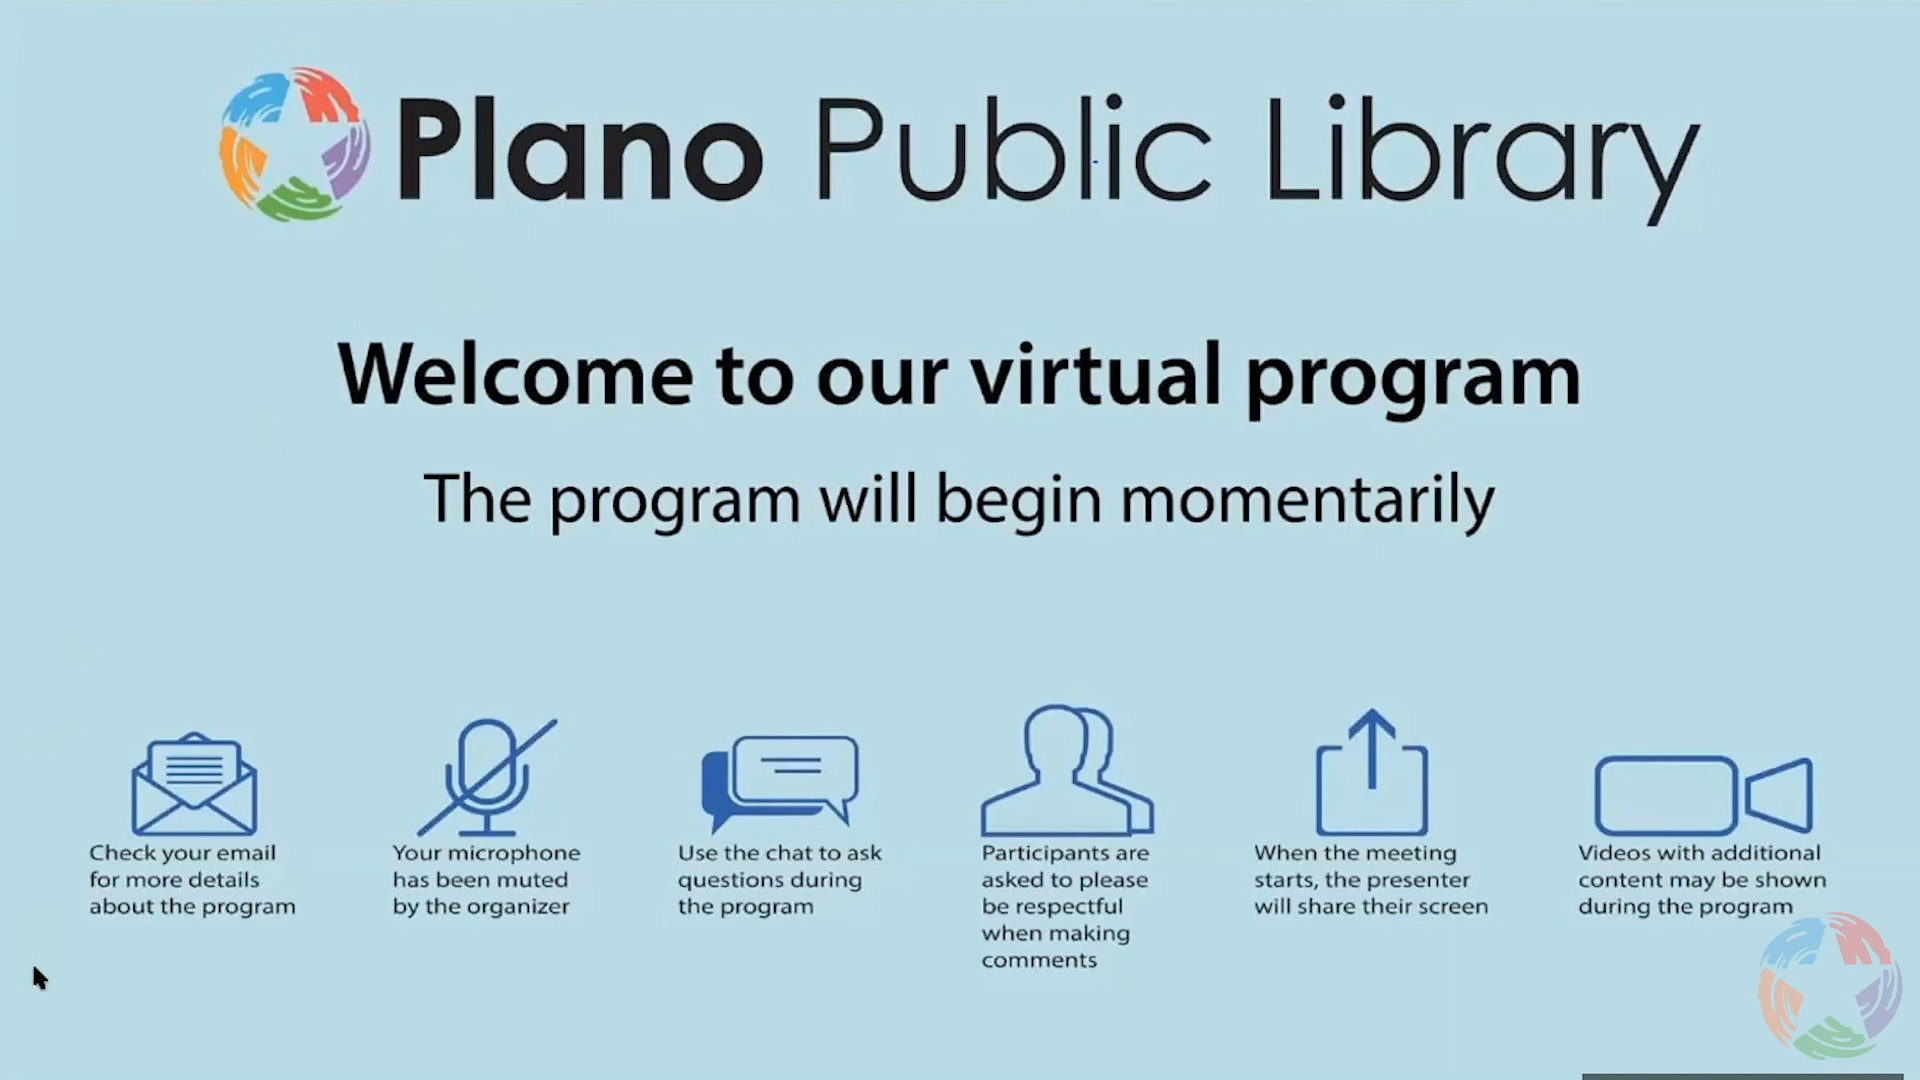 Plano Public Library
Welcome to our virtual program
The program will begin momentarily
Check your email
for more details
about the program
Your microphone
has been muted
by the organizer
Use the chat to ask
questions during
the program
Participants are
asked to please
be respectful
when making
comments
When the meeting
starts, the presenter
will share their screen
Videos with additional
content may be shown
during the program